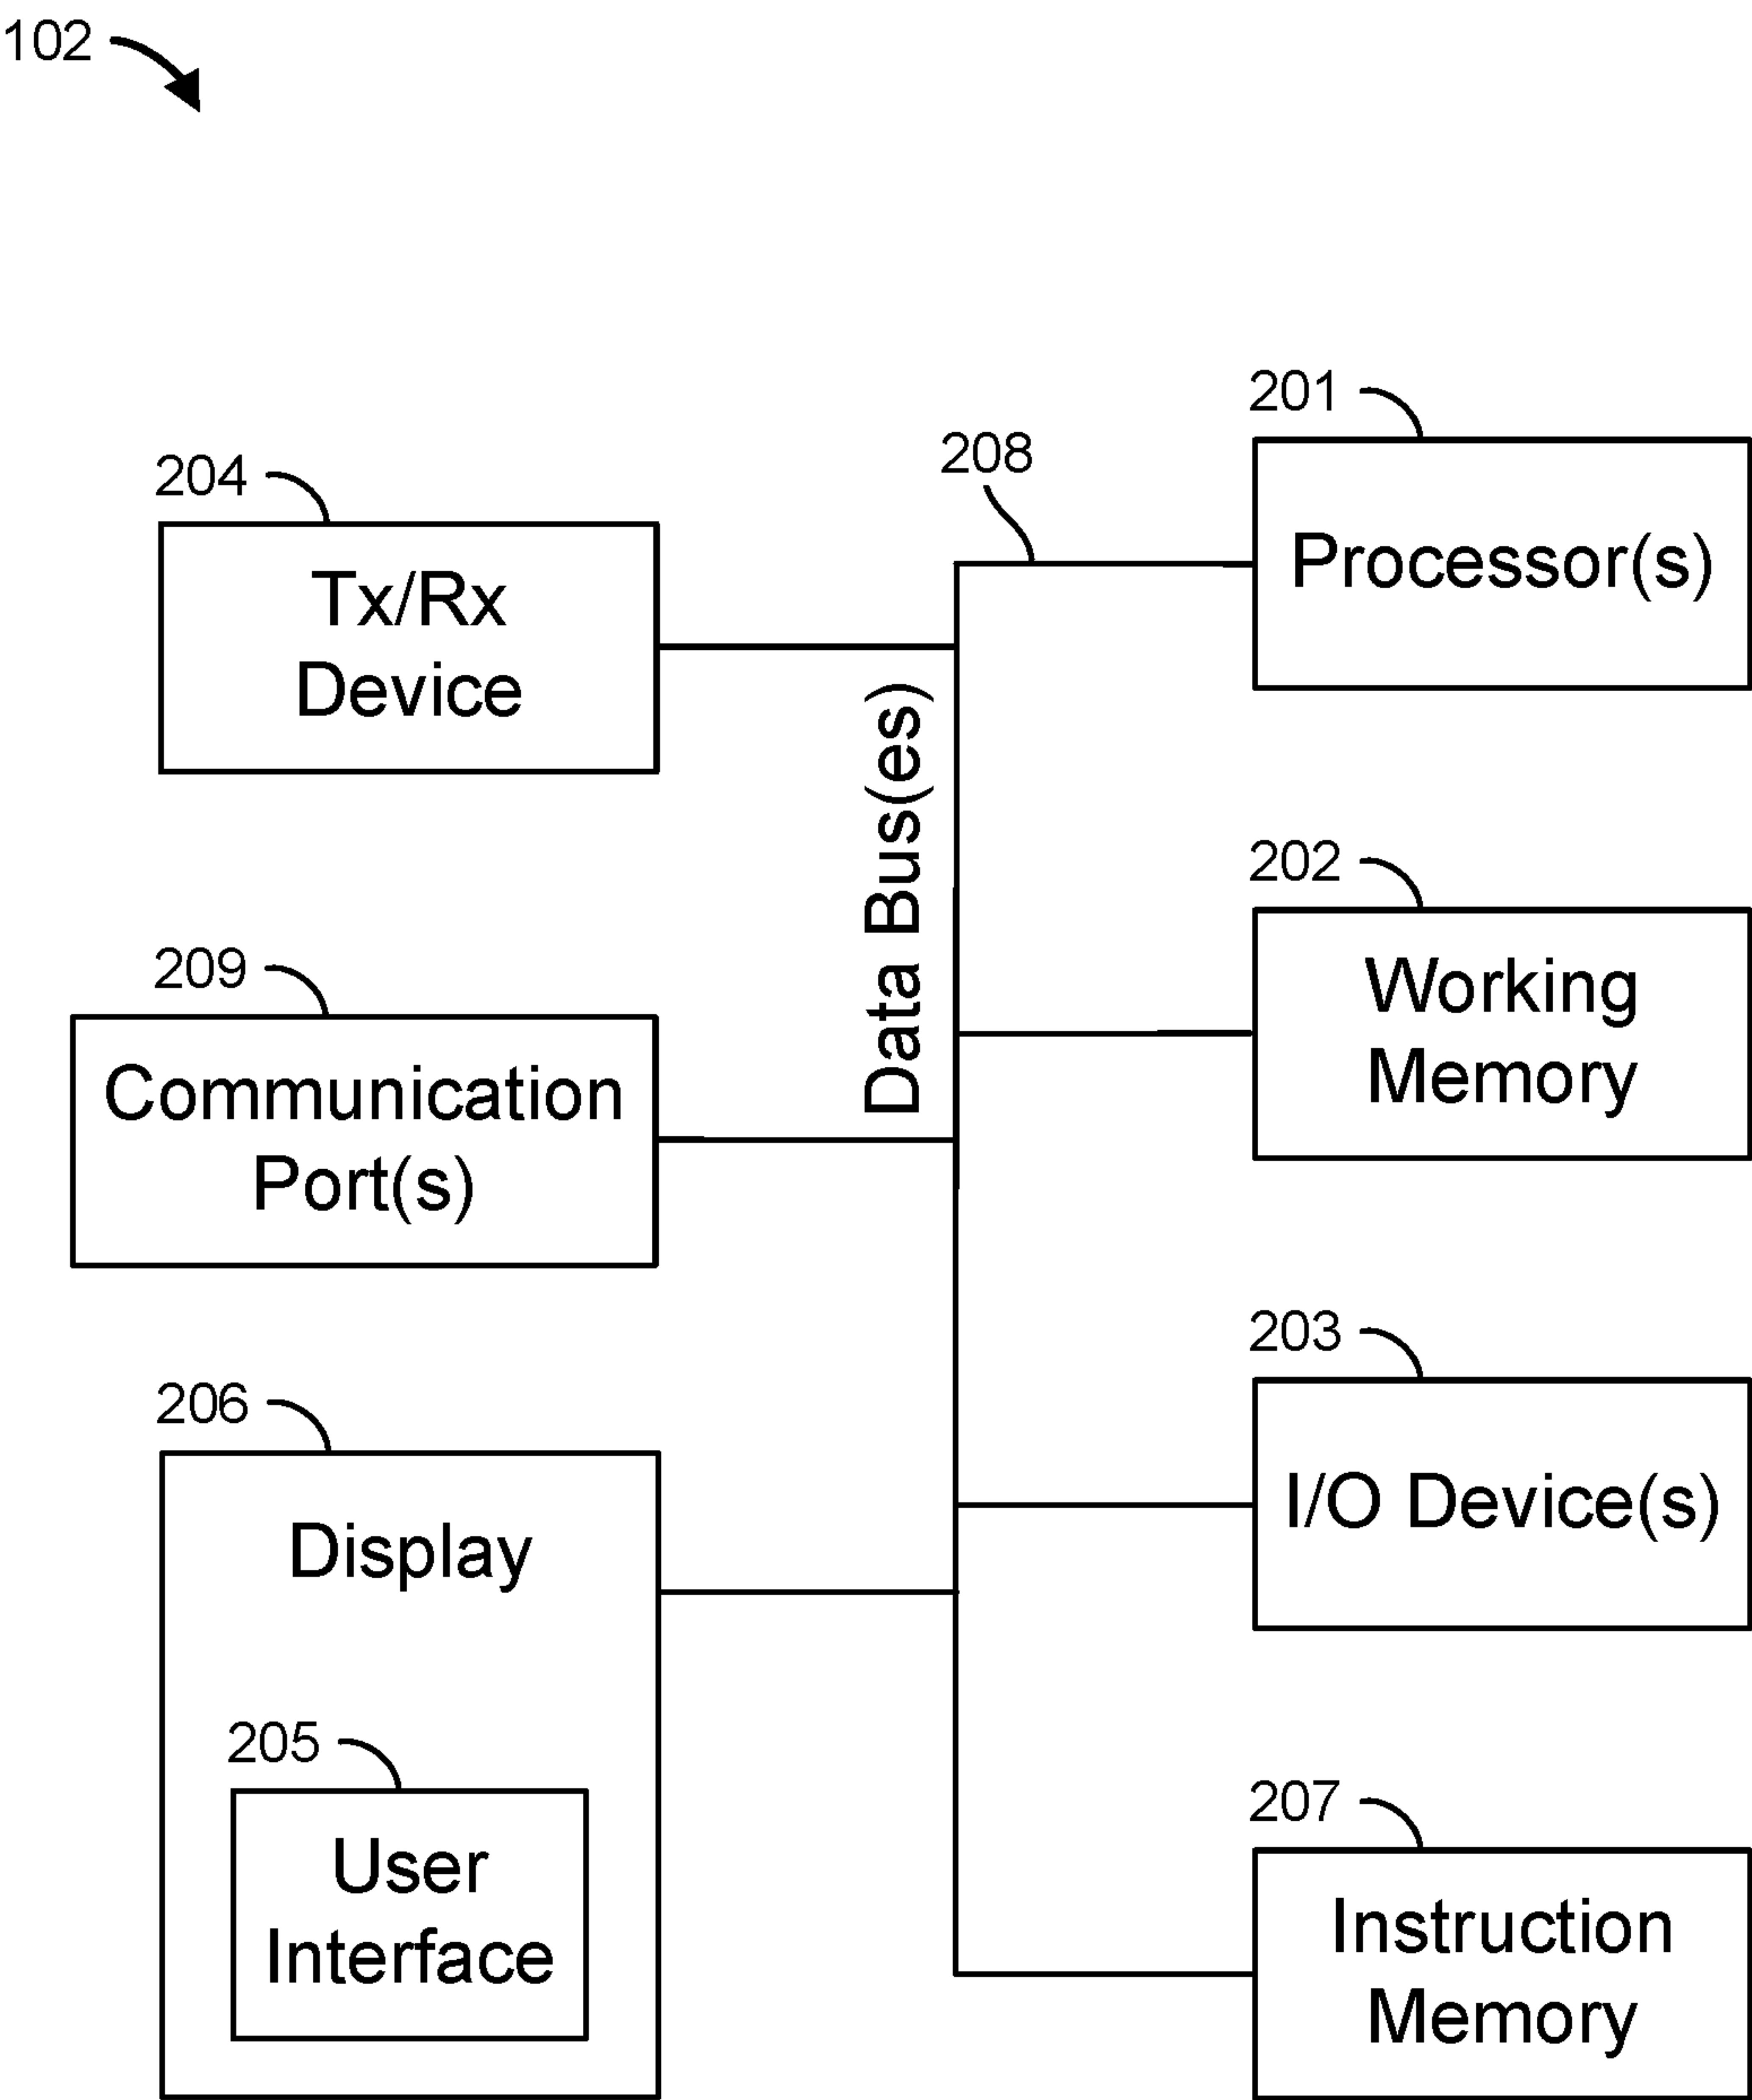 102
201
Processor(s)
208
204
Tx/Rx
Device
Data Bus(es)
202
Working
Memory
209
Communication
Port(s)
203
I/O Device(s)
206
Display
205
User
Interface
207
Instruction
Memory